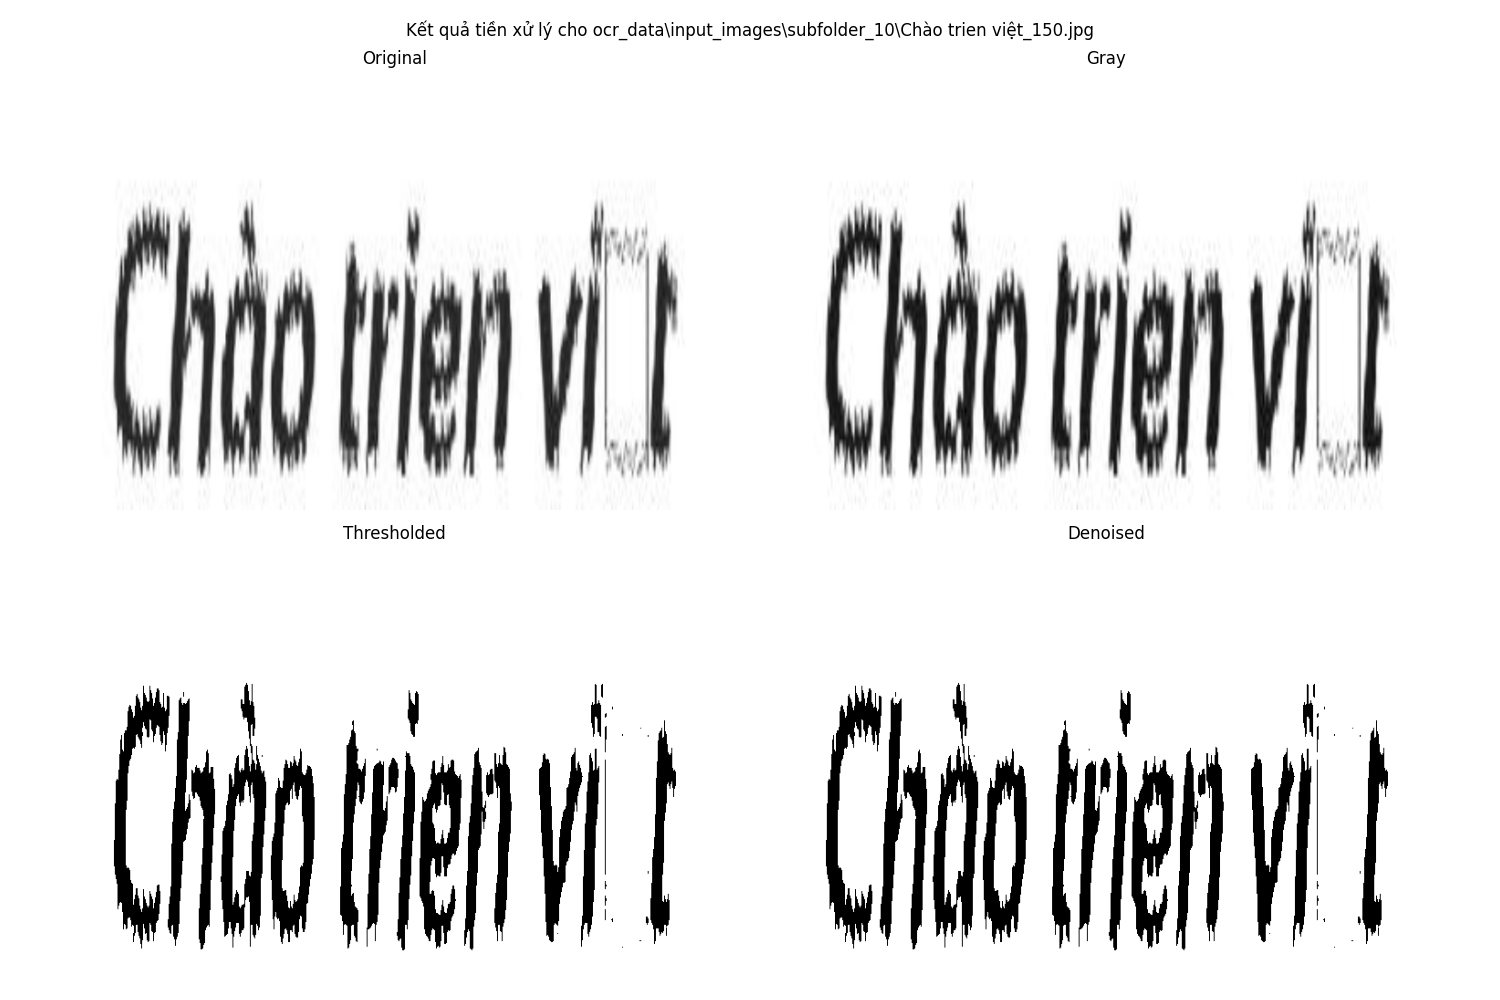 Kết quả tiền xử lý cho ocr_data\input_images\subfolder_10\Chào trien việt_150.jpg
Original
Gray
Chào trien vi□t
Chào trien vi□t
Thresholded
Denoised
Chào trien vi t
Chào trien vi t